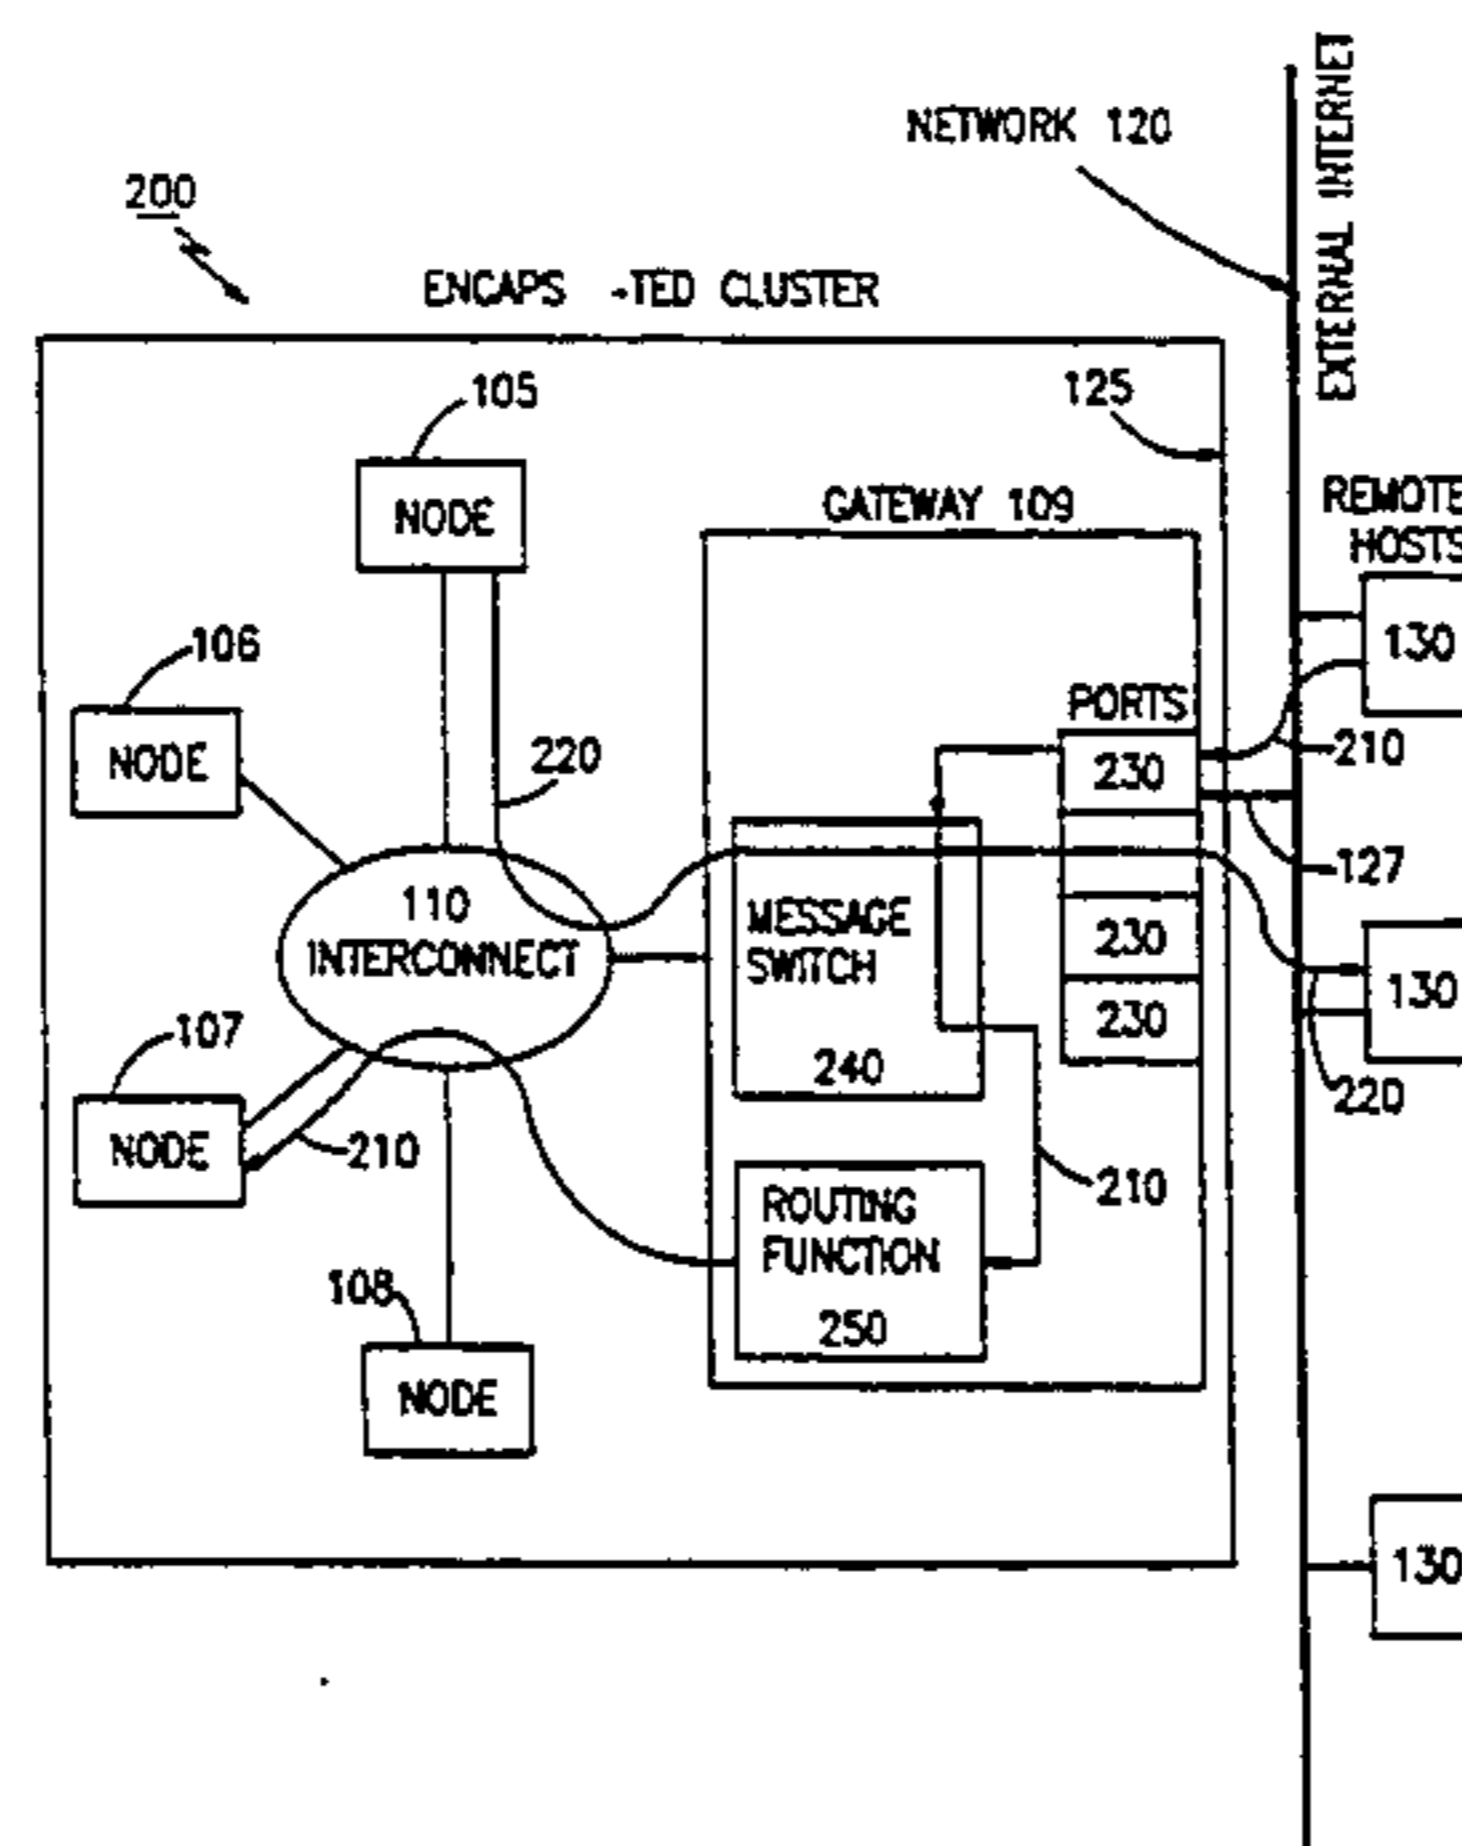 EXTERNAL INTERNET
NETWORK 120
200
ENCAPS -TED CLUSTER
105
125
NODE
GATEWAY 109
REMOTE
HOSTS
106
130
NODE
PORTS
220
230
210
127
110
INTERCONNECT
MESSAGE
SWITCH
230
130
107
230
240
220
NODE
210
210
ROUTING
FUNCTION
108
250
NODE
130